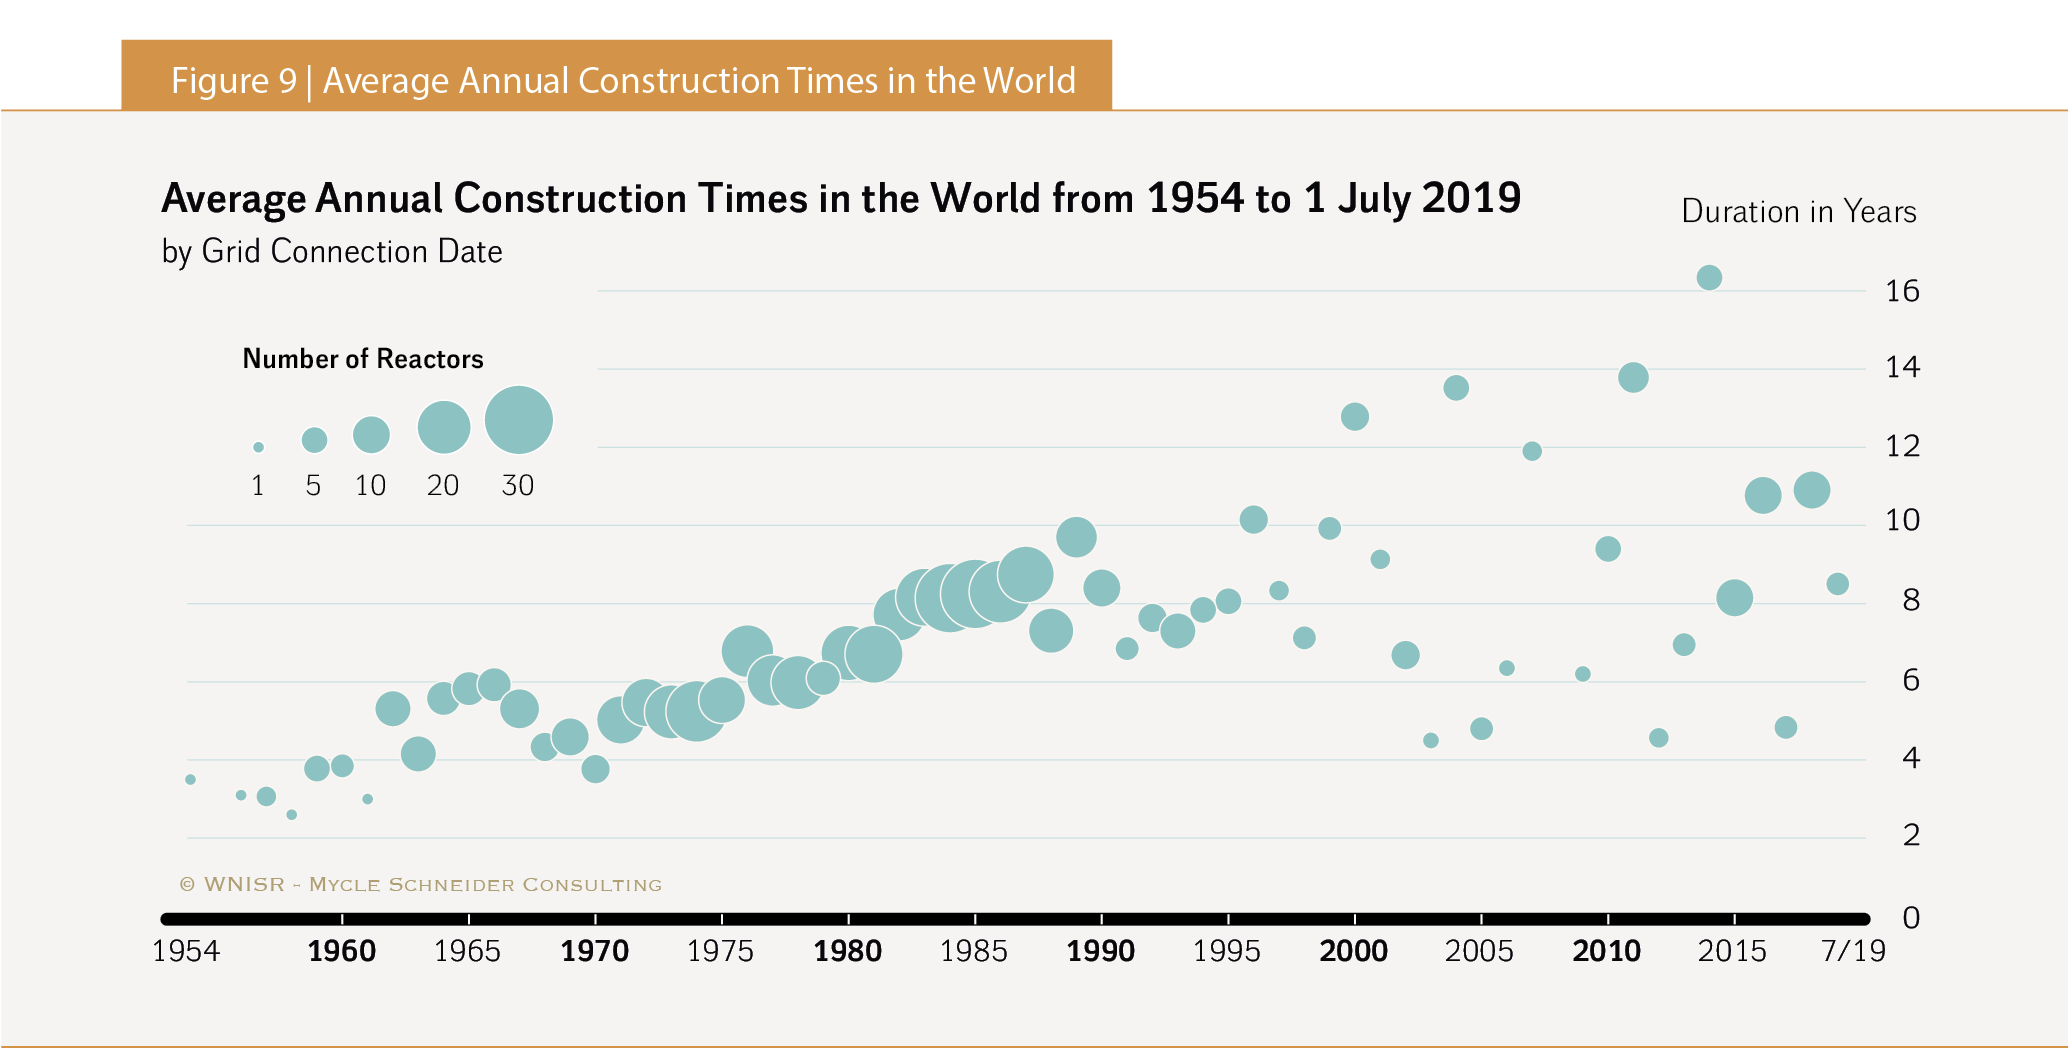 Figure 9 | Average Annual Construction Times in the World
Average Annual Construction Times in the World from 1954 to 1 July 2019
Duration in Years
by Grid Connection Date
16
Number of Reactors
14
12
1 5 10 20 30
10
8
6
4
2
© WNISR - Mycle Schneider Consulting
0
1954 1960 1965 1970 1975 1980 1985 1990 1995 2000 2005 2010 2015 7/19